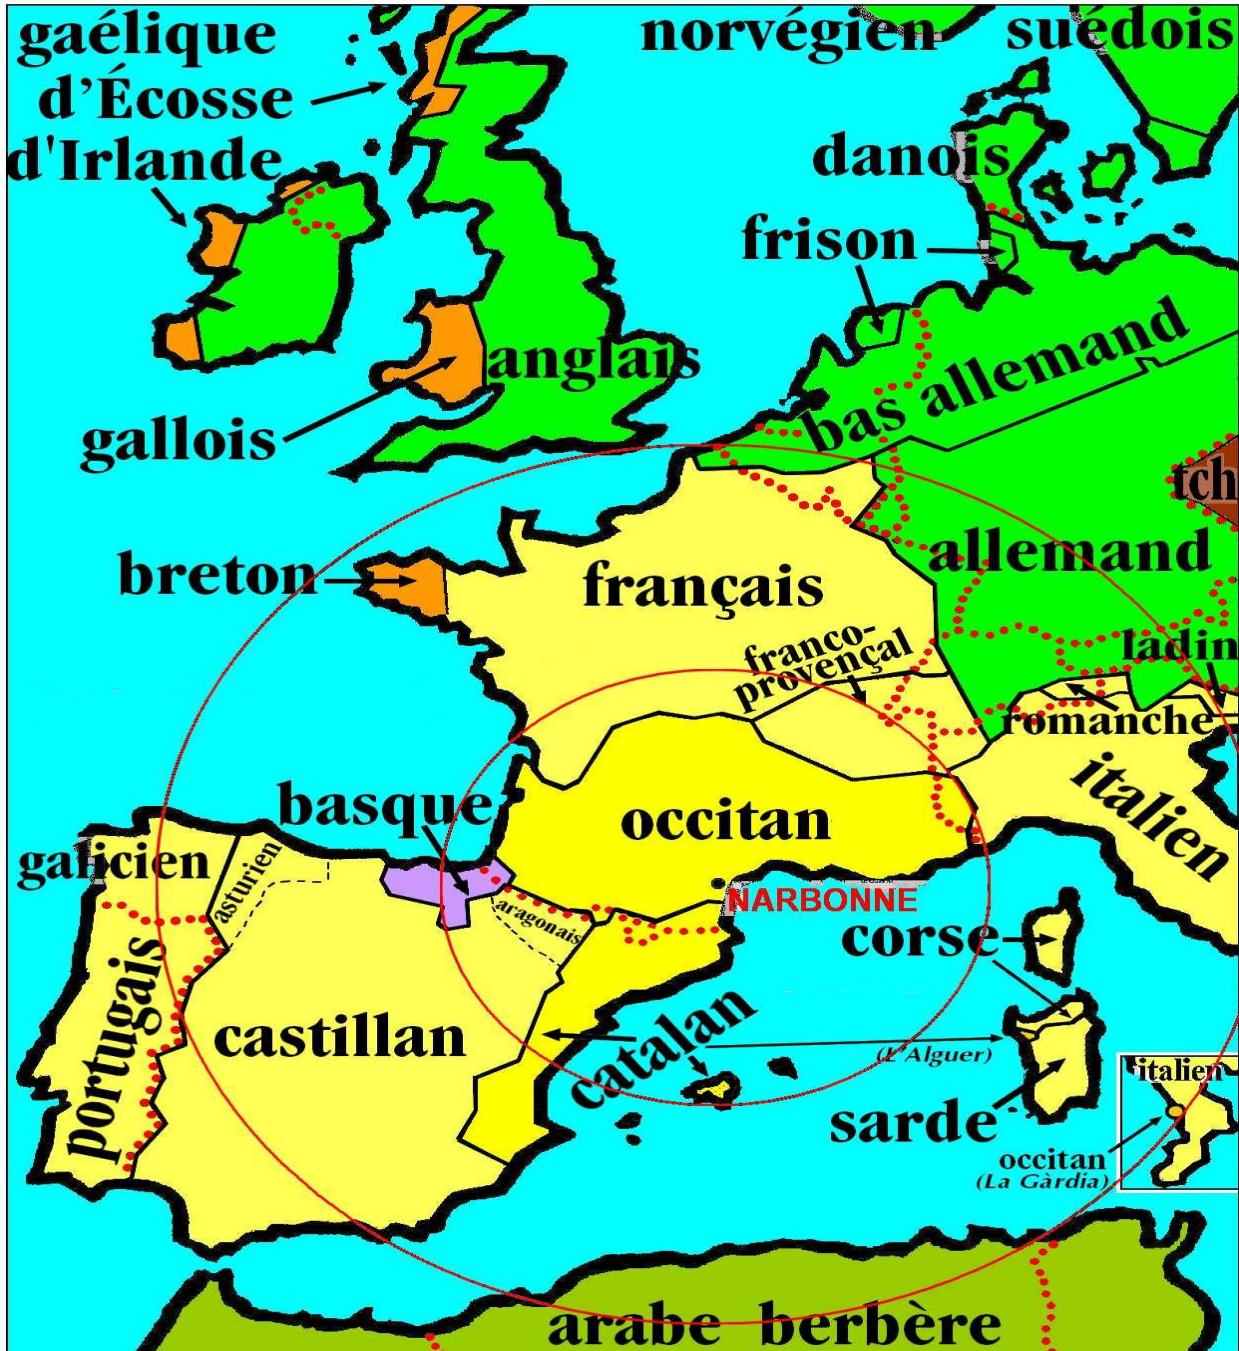 gaélique
d'Écosse
d'Irlande
norvégien
suédois
danois
frison
anglais
bas allemand
gallois
tch
allemand
breton
français
franco-
provençal
ladin
romanche
italien
basque
occitan
galicien
asturien
aragonais
NARBONNE
corse
portugais
castillan
catalan
(L'Alguer)
italien
sarde
occitan
(La Gàrdia)
arabe berbère